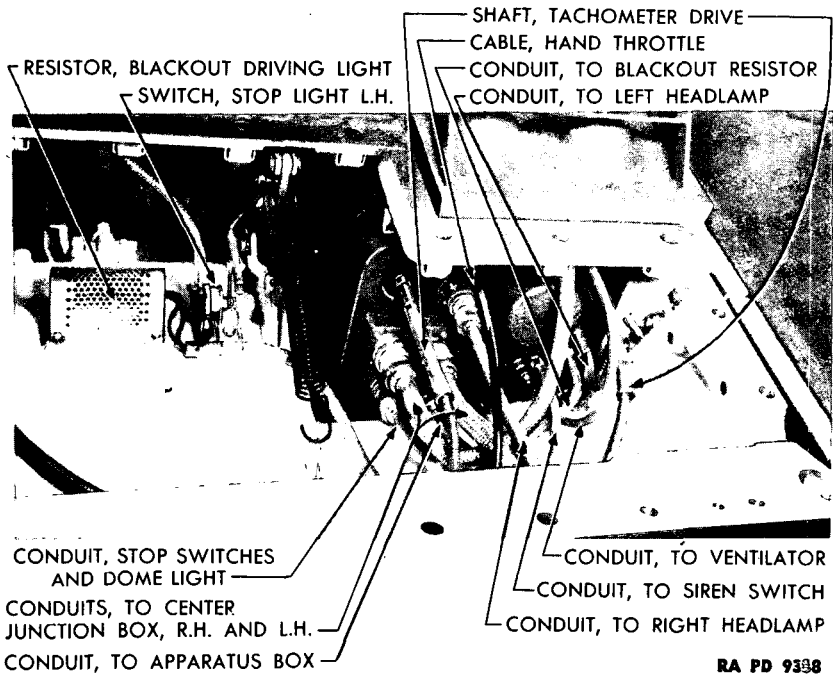 SHAFT, TACHOMETER DRIVE
CABLE, HAND THROTTLE
RESISTOR, BLACKOUT DRIVING LIGHT
CONDUIT, TO BLACKOUT RESISTOR
SWITCH, STOP LIGHT L.H.
CONDUIT, TO LEFT HEADLAMP
CONDUIT, STOP SWITCHES
AND DOME LIGHT
CONDUIT, TO VENTILATOR
CONDUIT, TO SIREN SWITCH
CONDUITS, TO CENTER
JUNCTION BOX, R.H. AND L.H.
CONDUIT, TO RIGHT HEADLAMP
CONDUIT, TO APPARATUS BOX
RA PD